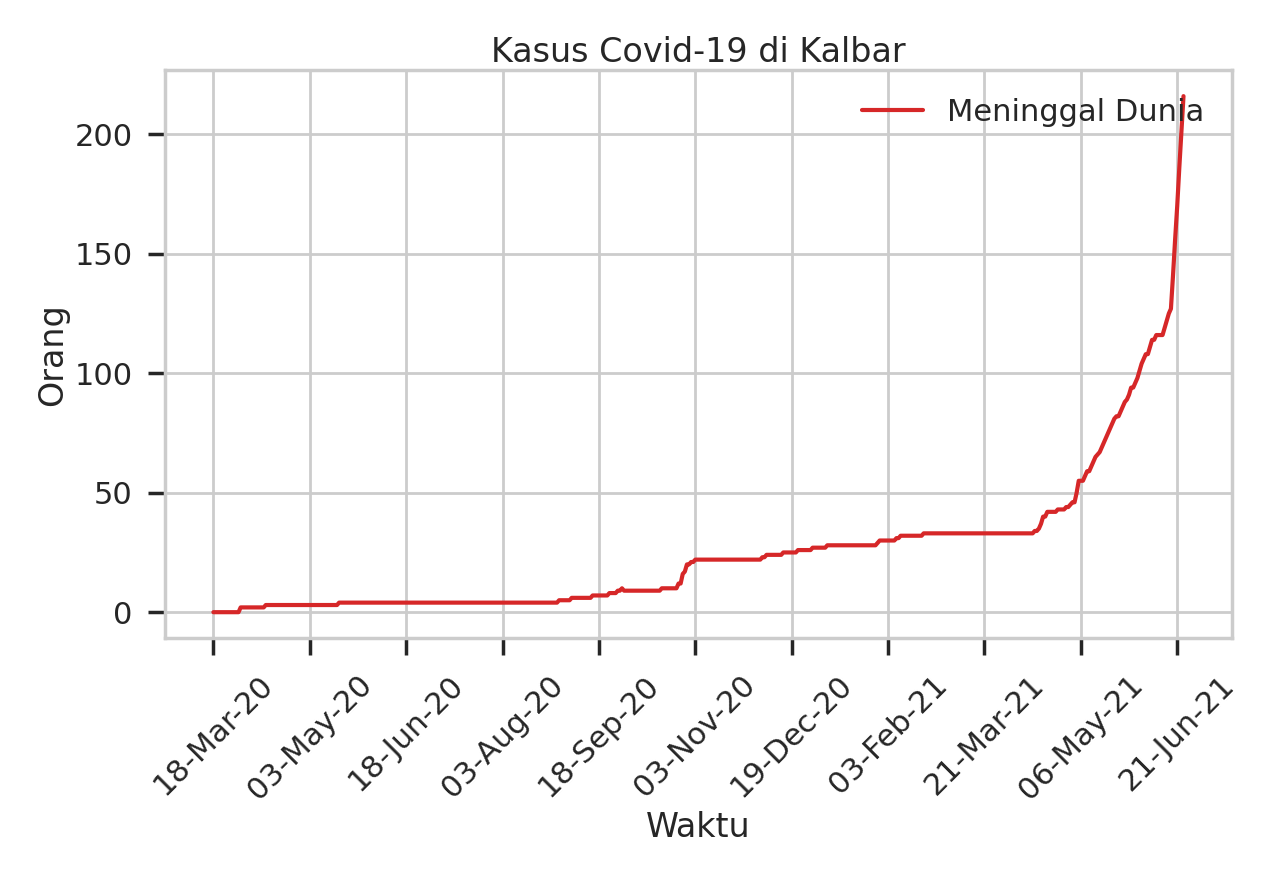 Kasus Covid-19 di Kalbar
Meninggal Dunia
Orang
200
150
100
50
0
18-Mar-20
03-May-20
18-Jun-20
03-Aug-20
18-Sep-20
03-Nov-20
19-Dec-20
03-Feb-21
21-Mar-21
06-May-21
21-Jun-21
Waktu